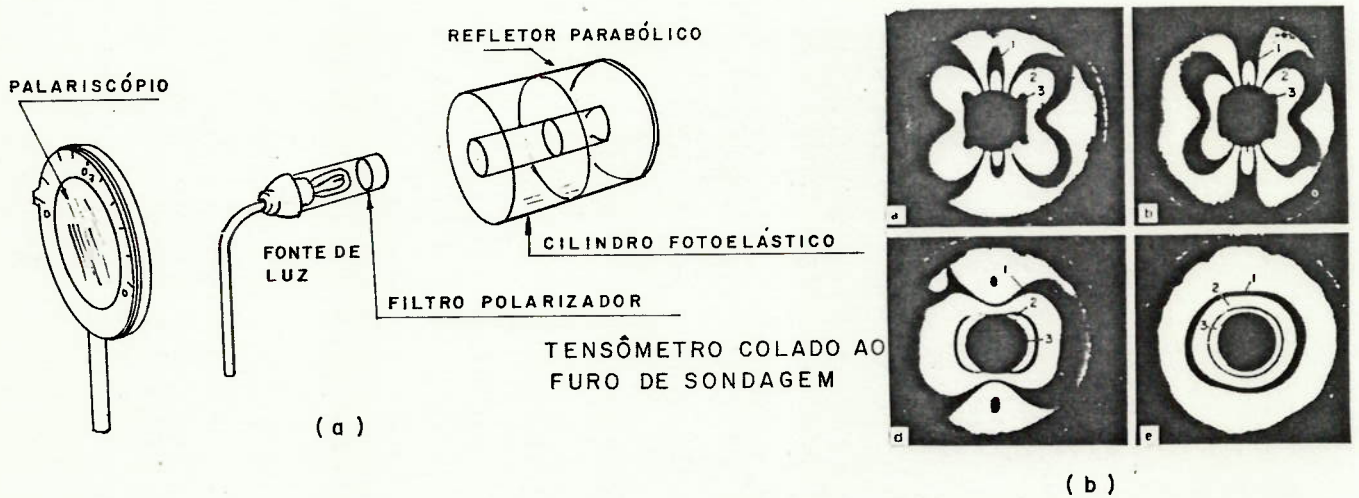 REFLETOR PARABÓLICO
PALARISCÓPIO
FONTE DE
LUZ
CILINDRO FOTOELÁSTICO
FILTRO POLARIZADOR
TENSÔMETRO COLADO AO
FURO DE SONDAGEM
(a)
1
2
3
a
1
2
3
b
1
2
3
d
1
2
3
e
(b)